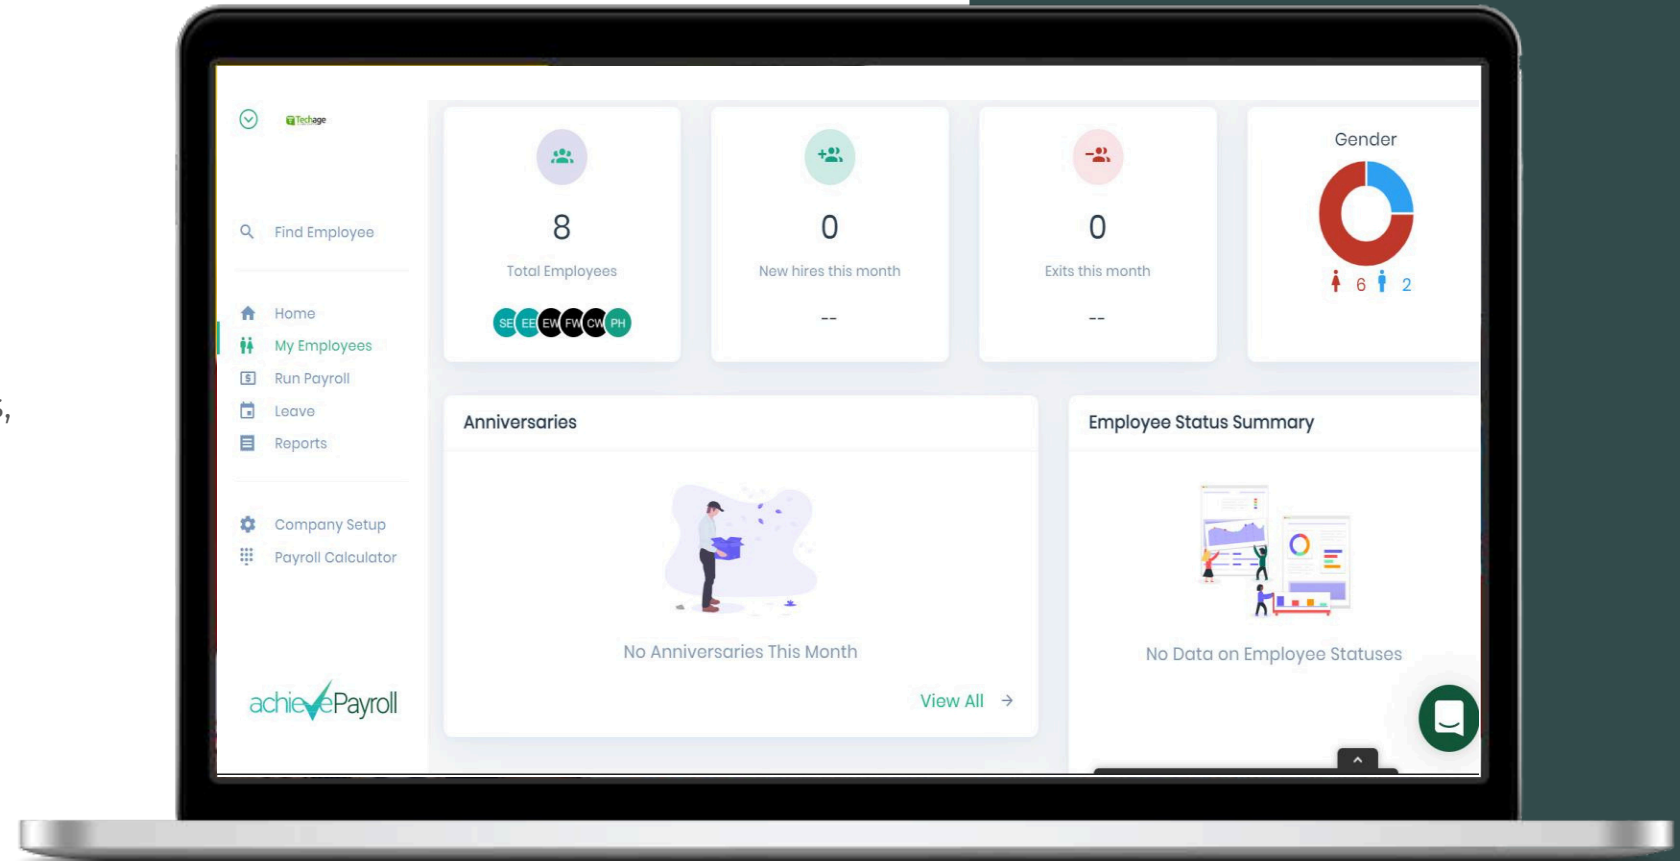 s,
Techage
Find Employee
Home
My Employees
Run Payroll
Leave
Reports
Company Setup
Payroll Calculator
achievePayroll
8
Total Employees
SE EE EW FW CW PH
0
New hires this month
--
0
Exits this month
--
Gender
6 2
Anniversaries
No Anniversaries This Month
View All →
Employee Status Summary
No Data on Employee Statuses